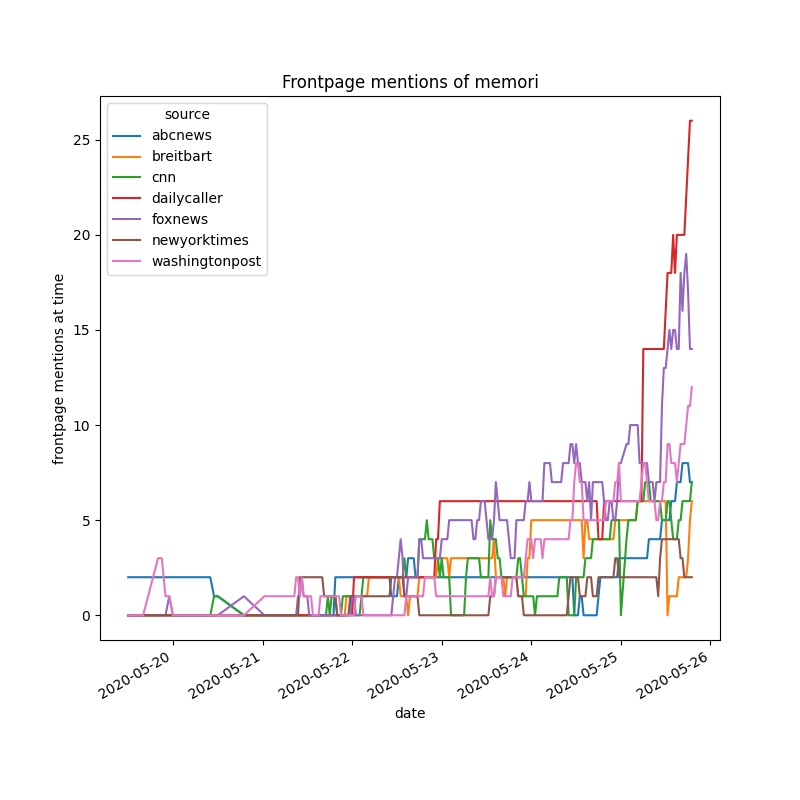 Frontpage mentions of memori
source
abcnews
breitbart
cnn
dailycaller
foxnews
newyorktimes
washingtonpost
frontpage mentions at time
25
20
15
10
5
0
2020-05-20
2020-05-21
2020-05-22
2020-05-23
2020-05-24
2020-05-25
2020-05-26
date